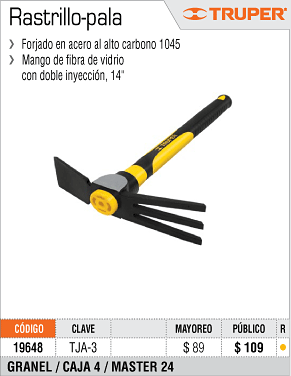 Rastrillo-pala
TRUPER®
Forjado en acero al alto carbono 1045
Mango de fibra de vidrio
con doble inyección, 14"
TRUPER
CÓDIGO CLAVE MAYOREO PÚBLICO R
19648 TJA-3 $ 89 $ 109
GRANEL / CAJA 4 / MASTER 24